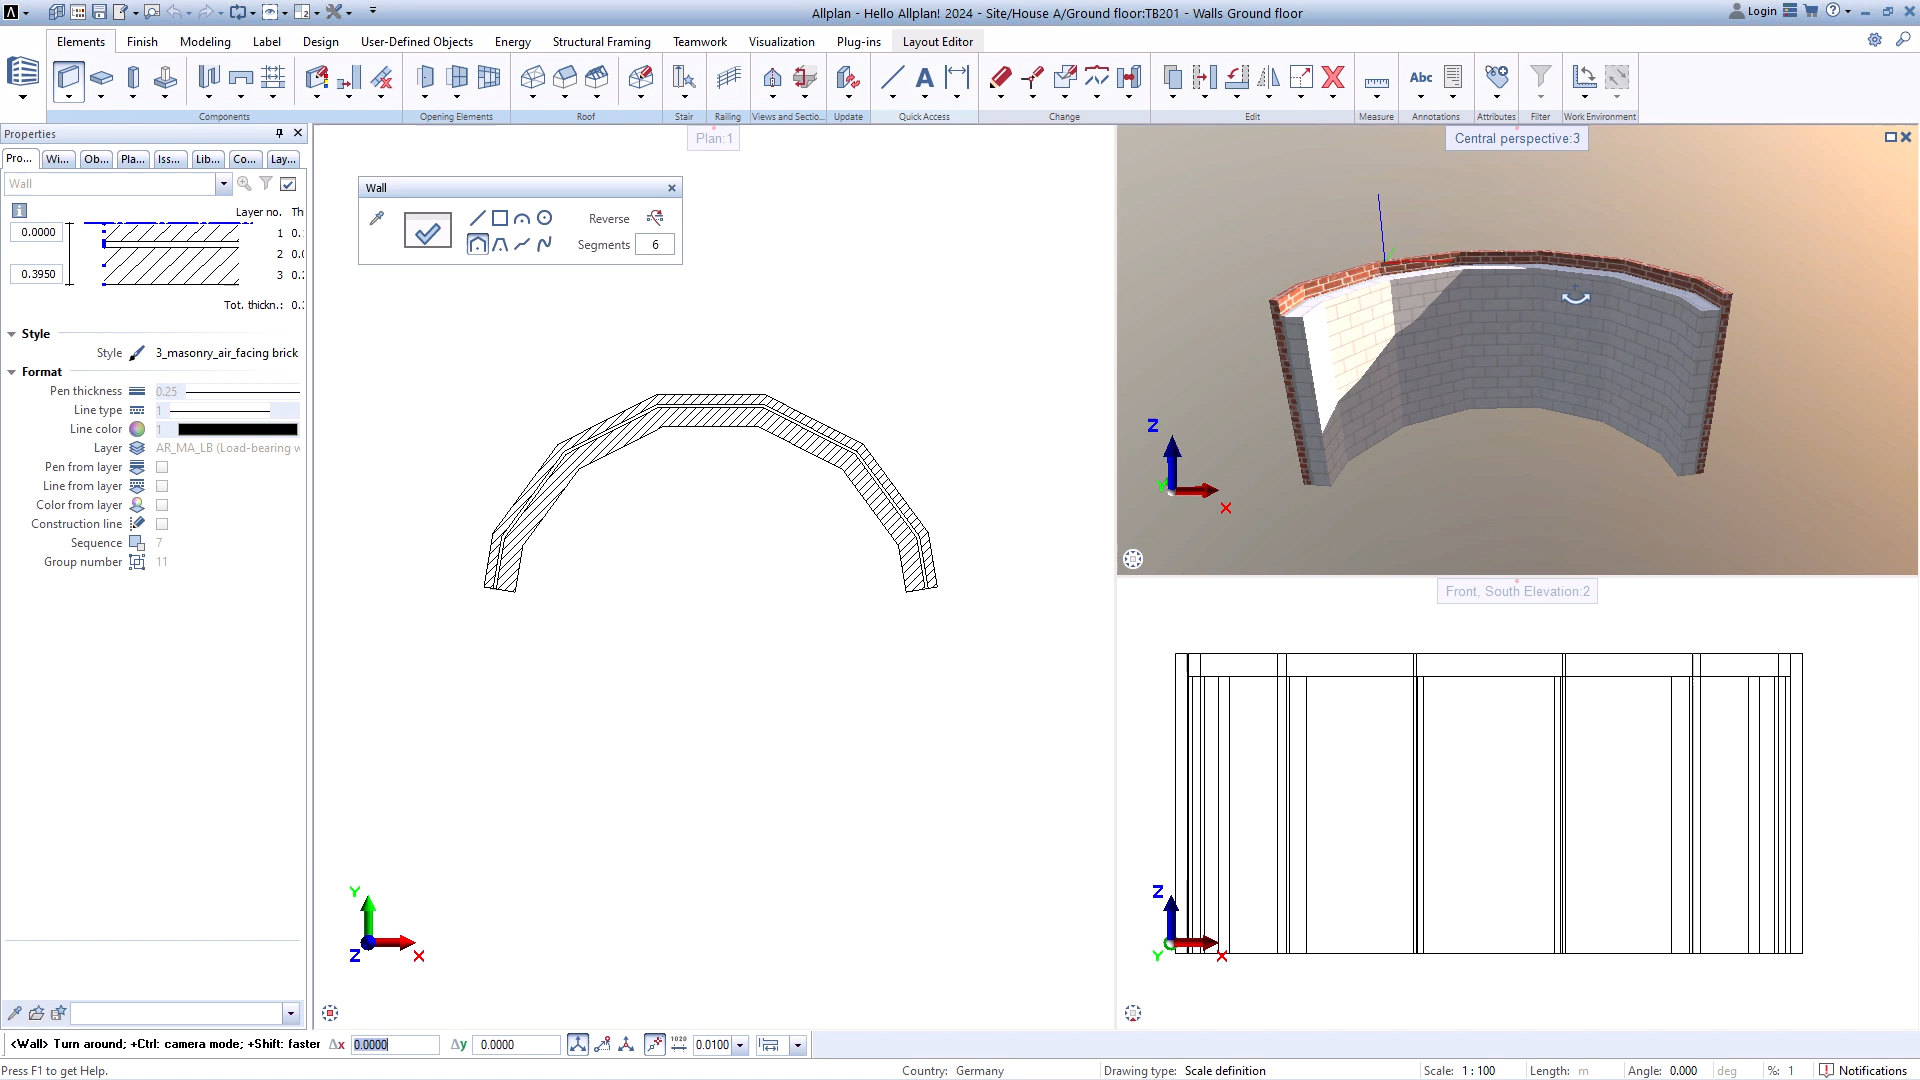 Allplan - Hello Allplan! 2024 - Site/House A/Ground floor:TB201 - Walls Ground floor
Login
Elements
Finish
Modeling
Label
Design
User-Defined Objects
Energy
Structural Framing
Teamwork
Visualization
Plug-ins
Layout Editor
Abc
Components
Opening Elements
Roof
Stair
Railing
Views and Sectio...
Update
Quick Access
Change
Edit
Measure
Annotations
Attributes
Filter
Work Environment
Properties
Pro...
Wi...
Ob...
Pla...
Iss...
Lib...
Co...
Lay...
Wall
Layer no. Th
0.0000
1 0.
2 0.
0.3950
3 0.
Tot. thickn.: 0.
Style
Style 3_masonry_air_facing brick
Format
Pen thickness 0.25
Line type 1
Line color 1
Layer AR_MA_LB (Load-bearing w
Pen from layer
Line from layer
Color from layer
Construction line
Sequence 7
Group number 11
Plan:1
Wall
Reverse
Segments 6
Y
Z
X
Central perspective:3
Z
Y
X
Front, South Elevation:2
Z
Y
X
<Wall> Turn around; +Ctrl: camera mode; +Shift: faster
Δx 0.0000
Δy 0.0000
1020
0.0100
Press F1 to get Help.
Country: Germany
Drawing type: Scale definition
Scale: 1 : 100
Length: m
Angle: 0.000 deg
%: 1
Notifications